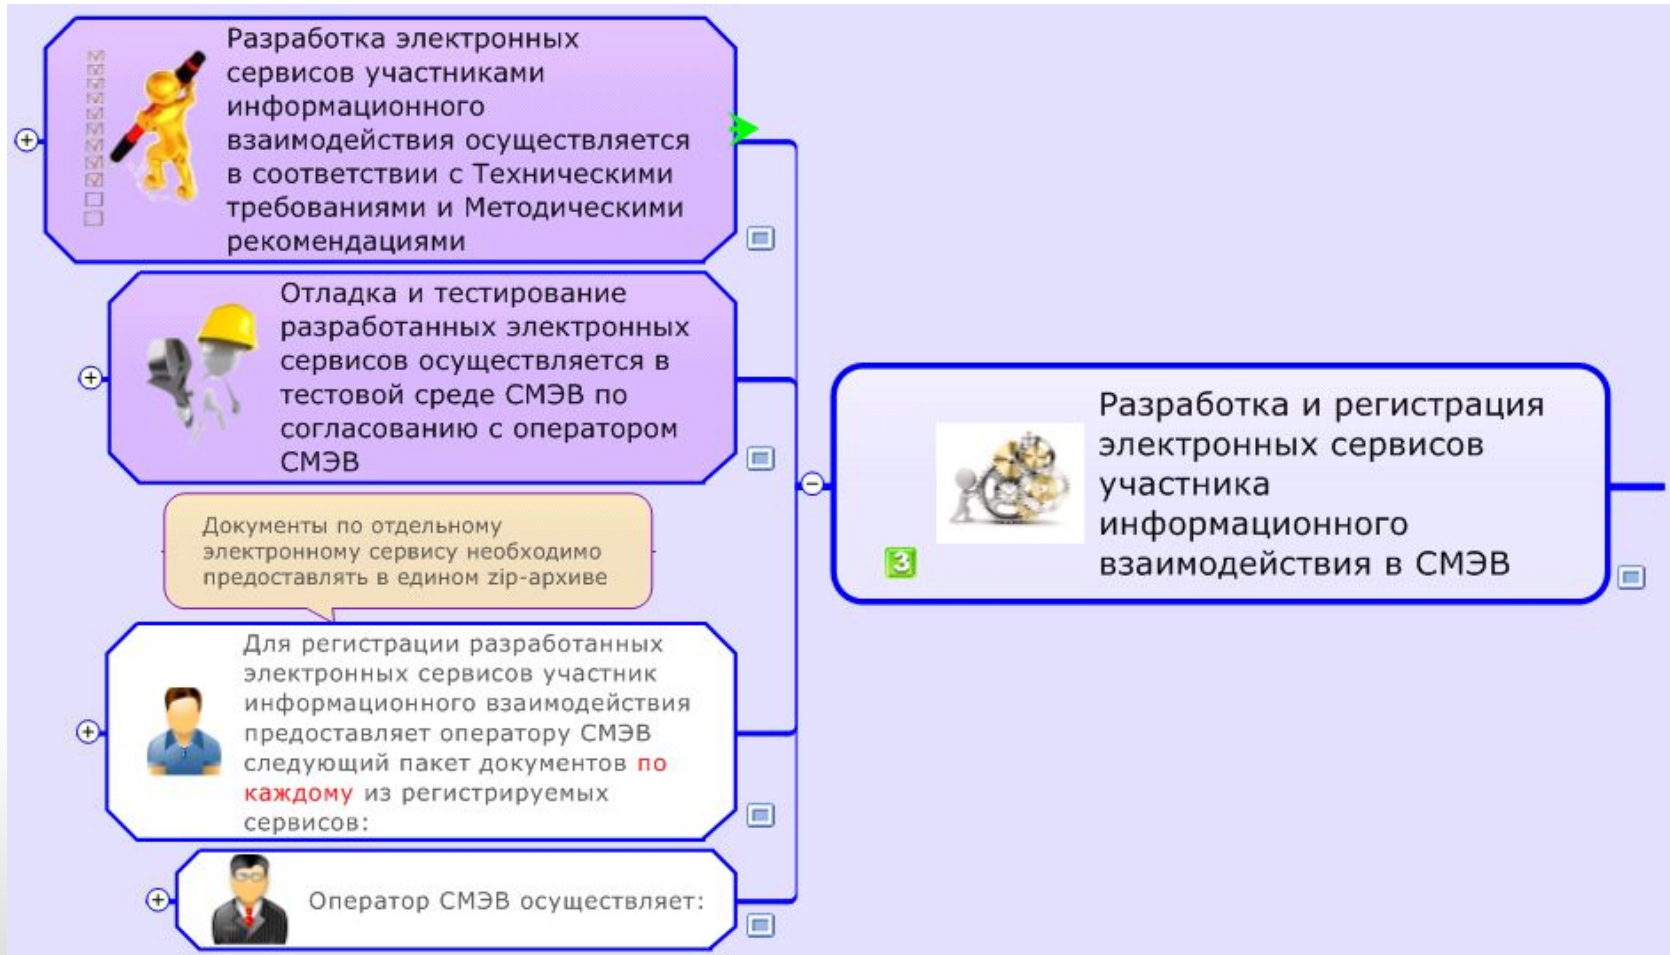 Разработка электронных
сервисов участниками
информационного
взаимодействия осуществляется
в соответствии с Техническими
требованиями и Методическими
рекомендациями
Отладка и тестирование
разработанных электронных
сервисов осуществляется в
тестовой среде СМЭВ по
согласованию с оператором
СМЭВ
Документы по отдельному
электронному сервису необходимо
предоставлять в едином zip-архиве
Для регистрации разработанных
электронных сервисов участник
информационного взаимодействия
предоставляет оператору СМЭВ
следующий пакет документов по
каждому из регистрируемых
сервисов:
Оператор СМЭВ осуществляет:
3
Разработка и регистрация
электронных сервисов
участника
информационного
взаимодействия в СМЭВ